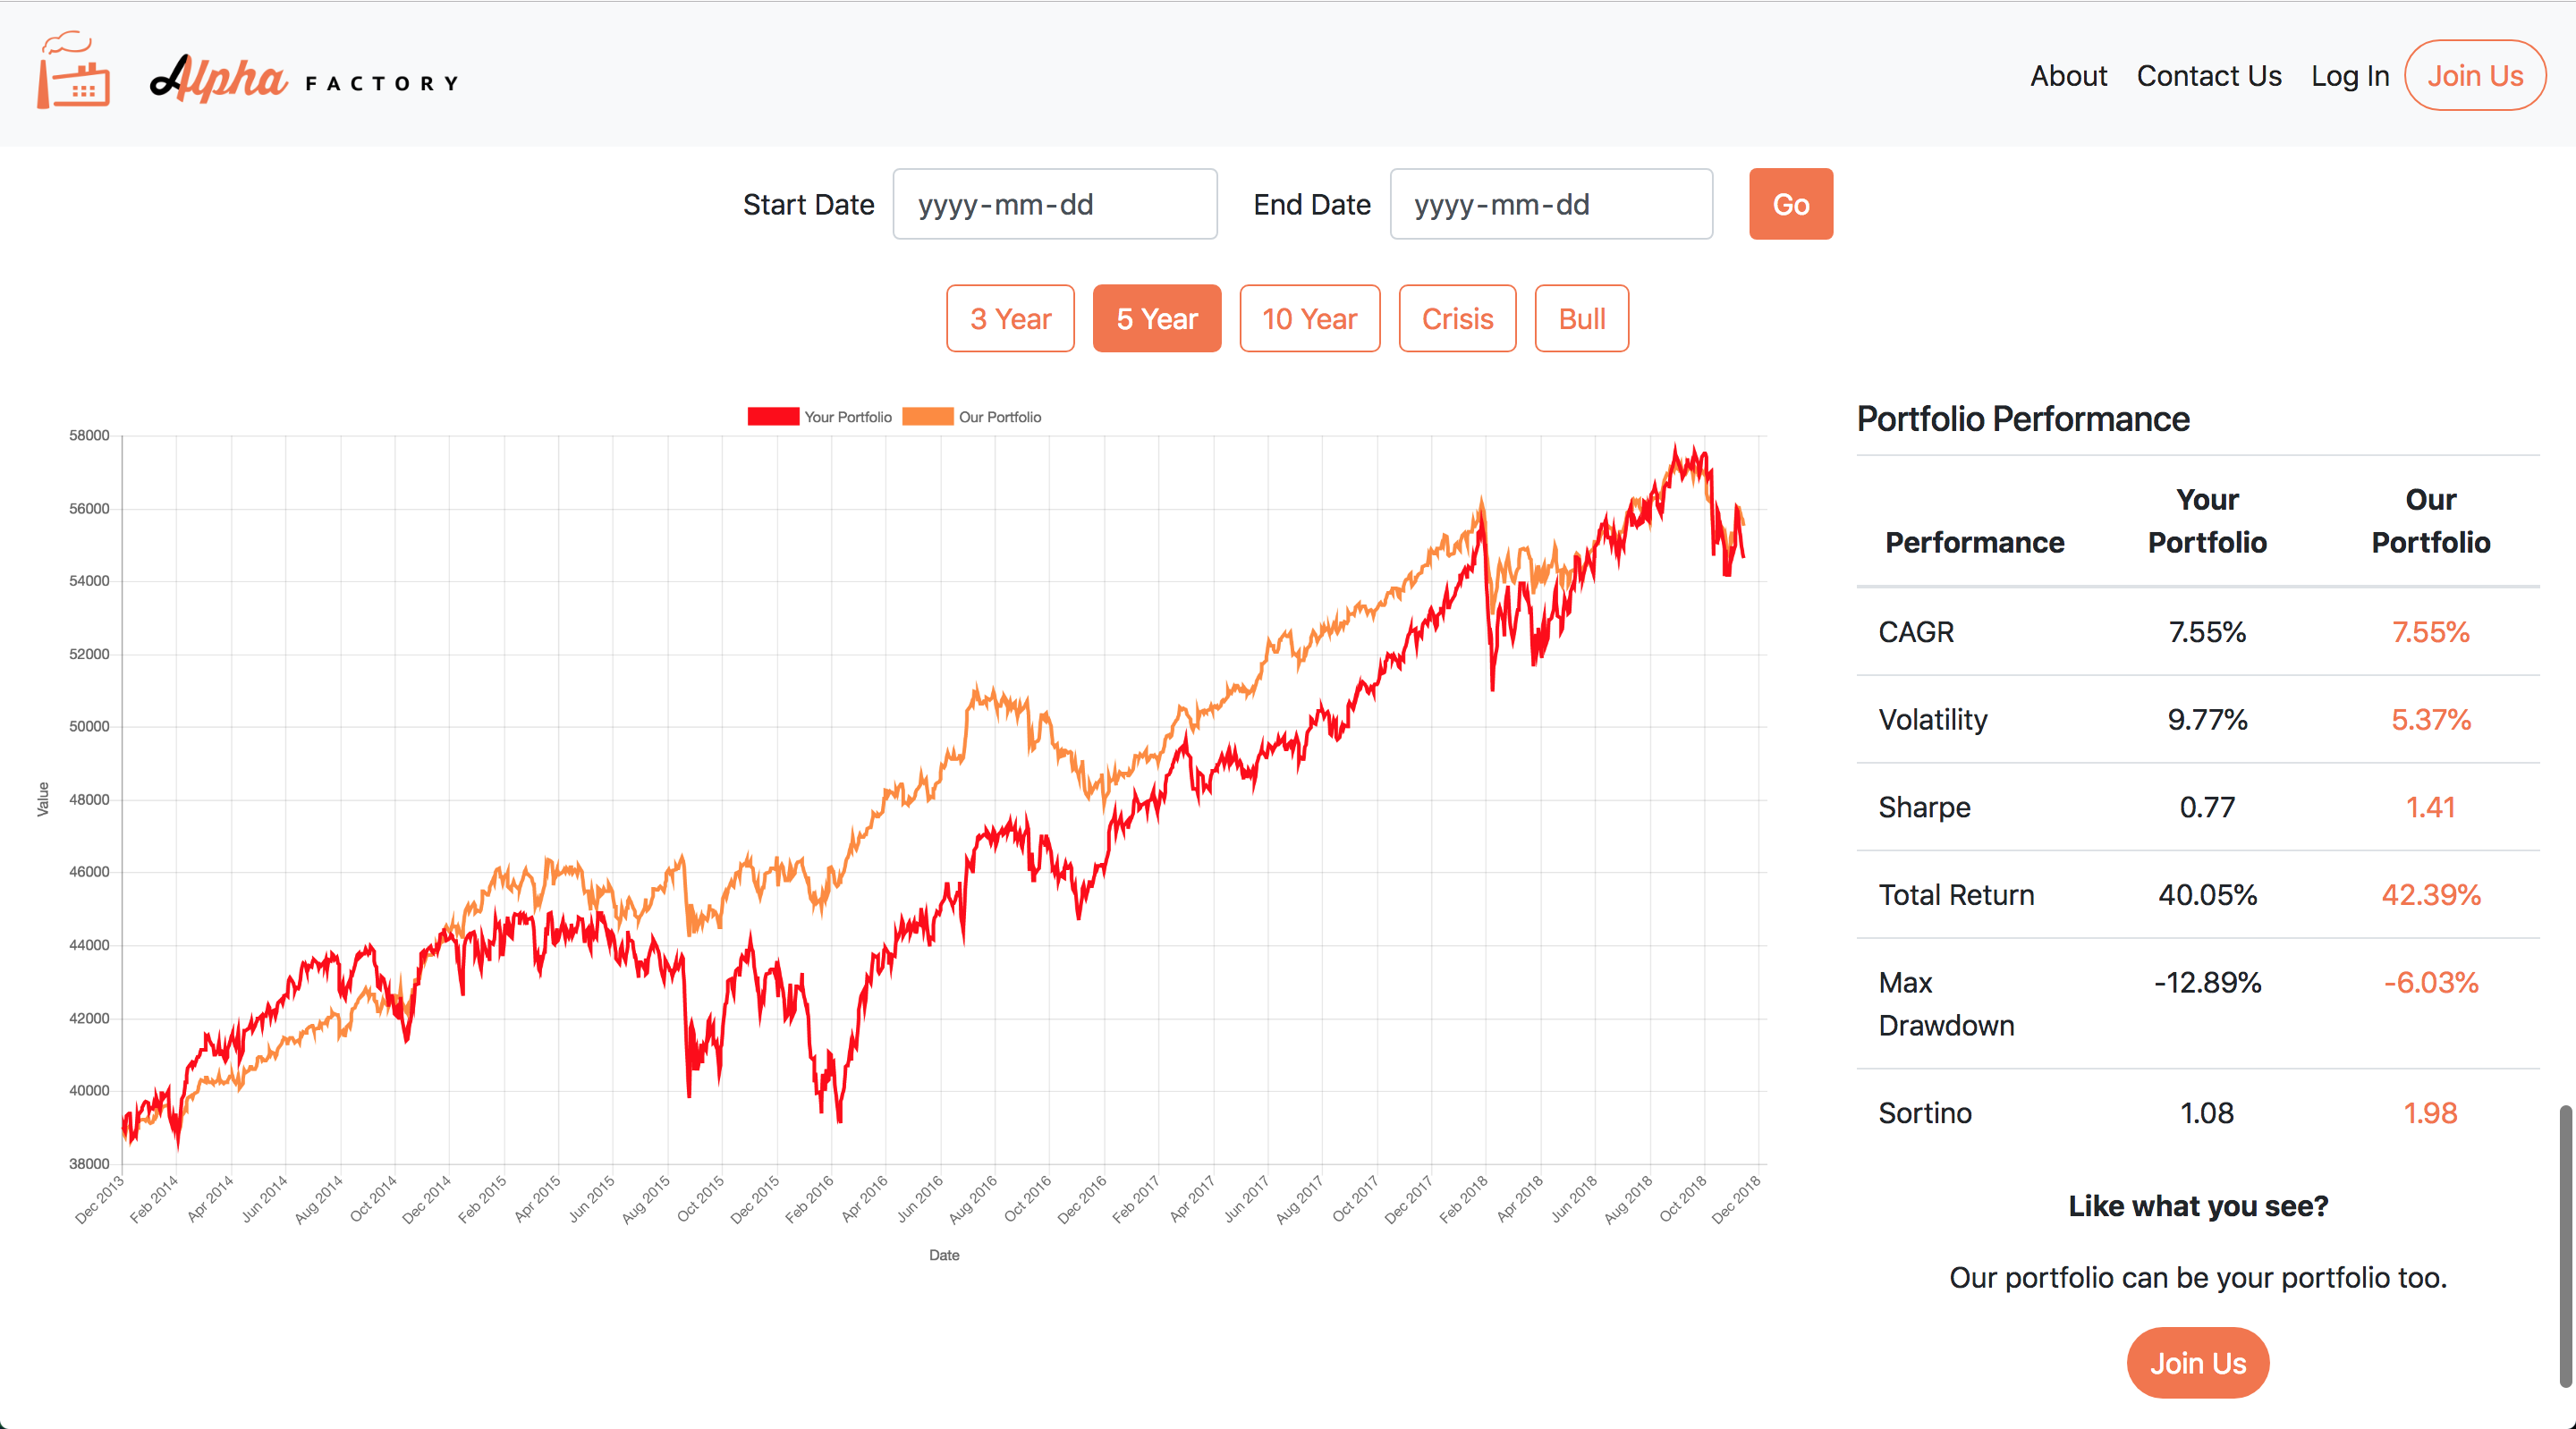 Alpha FACTORY
About Contact Us Log In Join Us
Start Date yyyy-mm-dd End Date yyyy-mm-dd Go
3 Year 5 Year 10 Year Crisis Bull
Your Portfolio Our Portfolio
58000
56000
54000
52000
50000
48000
46000
44000
42000
40000
38000
Value
Dec 2013 Feb 2014 Apr 2014 Jun 2014 Aug 2014 Oct 2014 Dec 2014 Feb 2015 Apr 2015 Jun 2015 Aug 2015 Oct 2015 Dec 2015 Feb 2016 Apr 2016 Jun 2016 Aug 2016 Oct 2016 Dec 2016 Feb 2017 Apr 2017 Jun 2017 Aug 2017 Oct 2017 Dec 2017 Feb 2018 Apr 2018 Jun 2018 Aug 2018 Oct 2018 Dec 2018
Date
Portfolio Performance
Performance Your Portfolio Our Portfolio
CAGR 7.55% 7.55%
Volatility 9.77% 5.37%
Sharpe 0.77 1.41
Total Return 40.05% 42.39%
Max Drawdown -12.89% -6.03%
Sortino 1.08 1.98
Like what you see?
Our portfolio can be your portfolio too.
Join Us